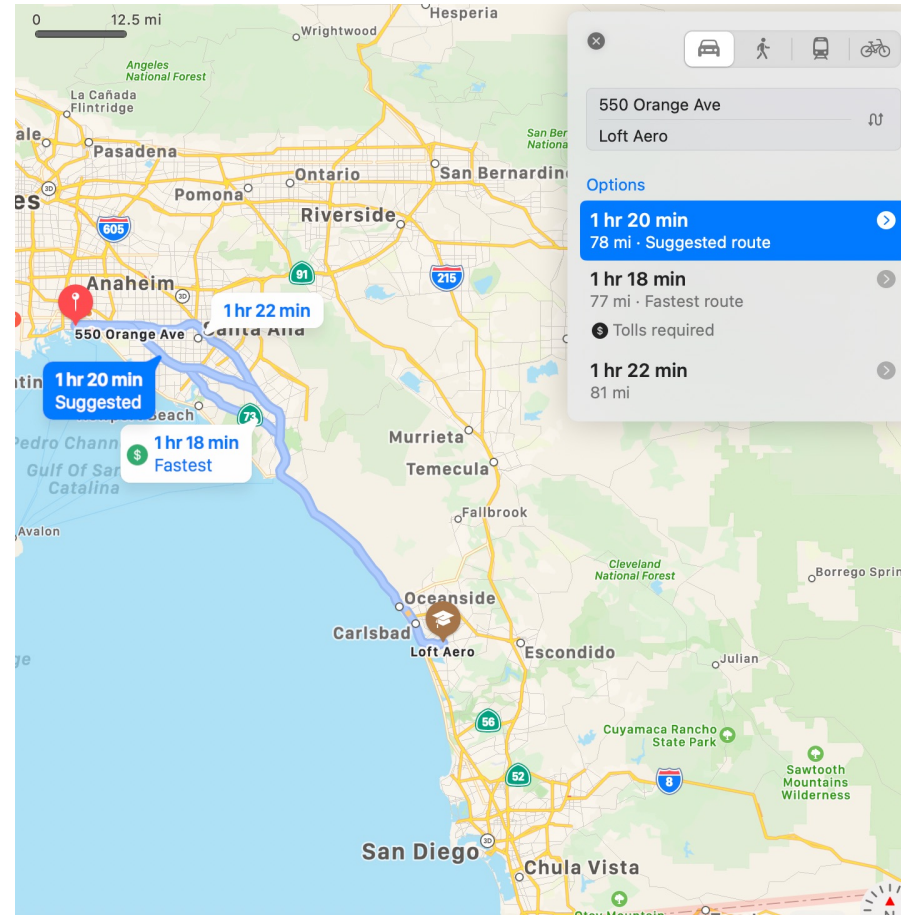 0 12.5 mi
Hesperia
Wrightwood
Angeles
National Forest
La Cañada
Flintridge
Pasadena
Ontario
San Bernardin
Pomona
Riverside
605
91
215
Anaheim
3D
1 hr 22 min
550 Orange Ave
1 hr 20 min
Suggested
73
1 hr 18 min
Fastest
$
Gulf Of
Catalina
Avalon
Murrieta
Temecula
Fallbrook
Cleveland
National Forest
Borrego Sprin
Oceanside
Carlsbad
Loft Aero
Escondido
Julian
56
Cuyamaca Rancho
State Park
52
8
Sawtooth
Mountains
Wilderness
San Diego
3D
Chula Vista
550 Orange Ave
Loft Aero
Options
1 hr 20 min
78 mi · Suggested route
1 hr 18 min
77 mi · Fastest route
$ Tolls required
1 hr 22 min
81 mi